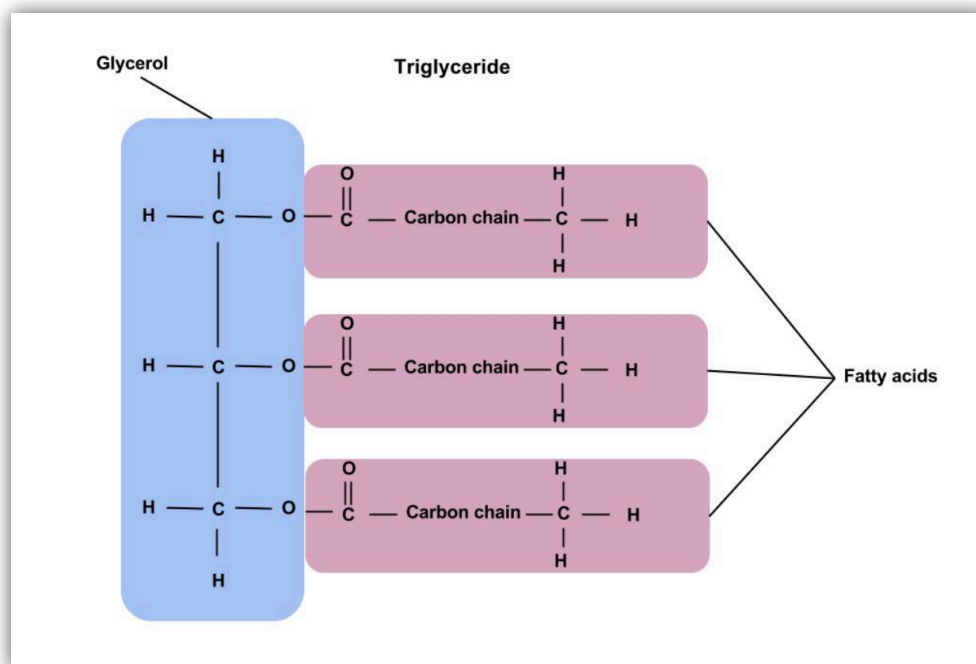 Glycerol
Triglyceride
H
O H
H C O C Carbon chain C H
H
O H
H C O C Carbon chain C H
H
Fatty acids
O H
H C O C Carbon chain C H
H
H